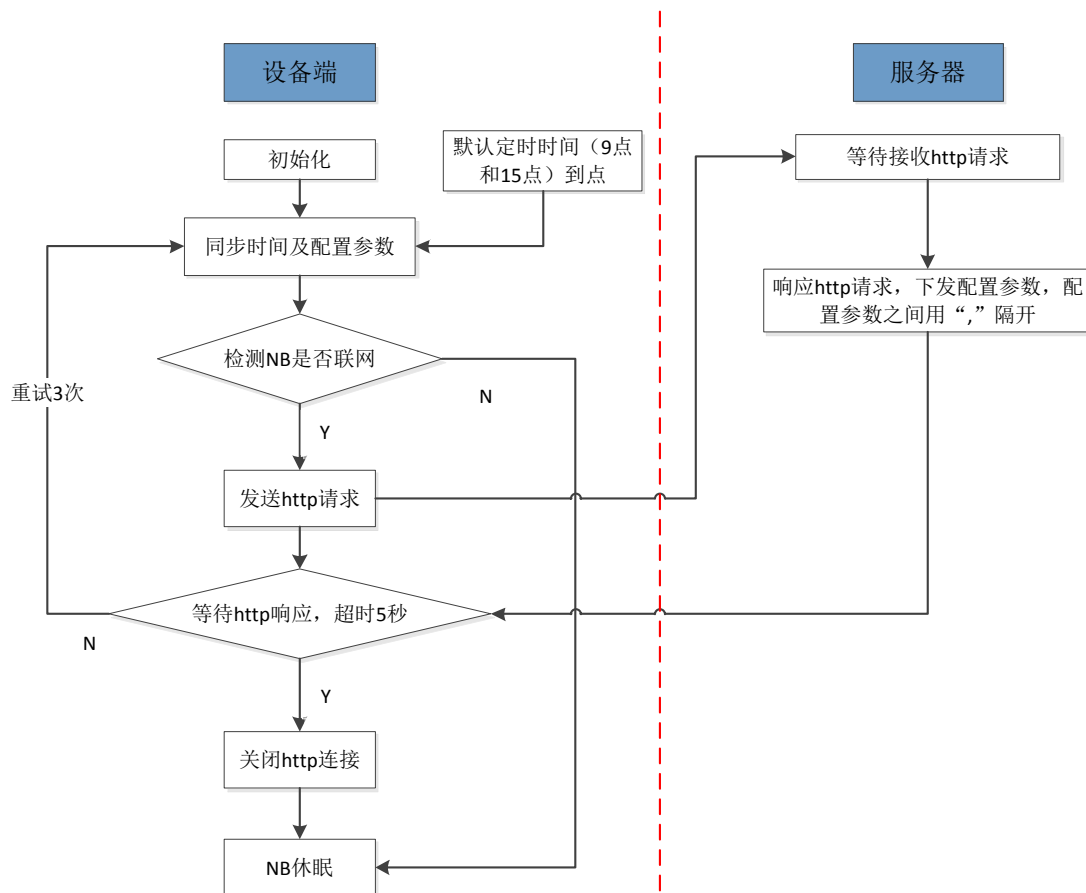 设备端
服务器
初始化
默认定时时间（9点
和15点）到点
等待接收http请求
同步时间及配置参数
响应http请求，下发配置参数，配
置参数之间用“,”隔开
检测NB是否联网
重试3次
N
Y
发送http请求
等待http响应，超时5秒
N
Y
关闭http连接
NB休眠